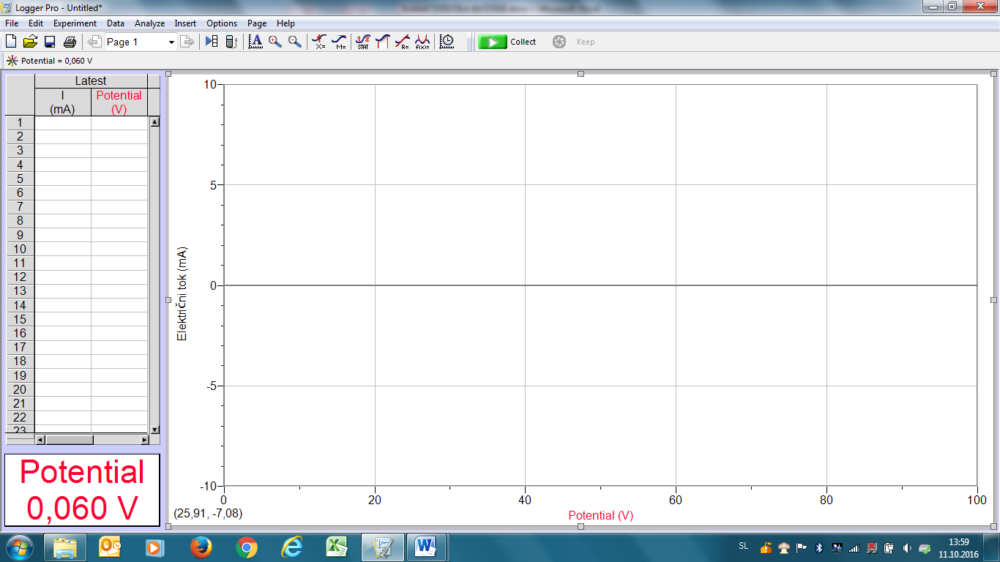 Logger Pro - Untitled*
File Edit Experiment Data Analyze Insert Options Page Help
Page 1
X= M= STAT R= f(x)=
Collect Keep
Potential = 0,060 V
Latest
I Potential
(mA) (V)
1
2
3
4
5
6
7
8
9
10
11
12
13
14
15
16
17
18
19
20
21
22
23
Potential
0,060 V
Električni tok (mA)
10
5
0
-5
-10
0 20 40 60 80 100
(25,91, -7,08)
Potential (V)
SL
13:59
11.10.2016